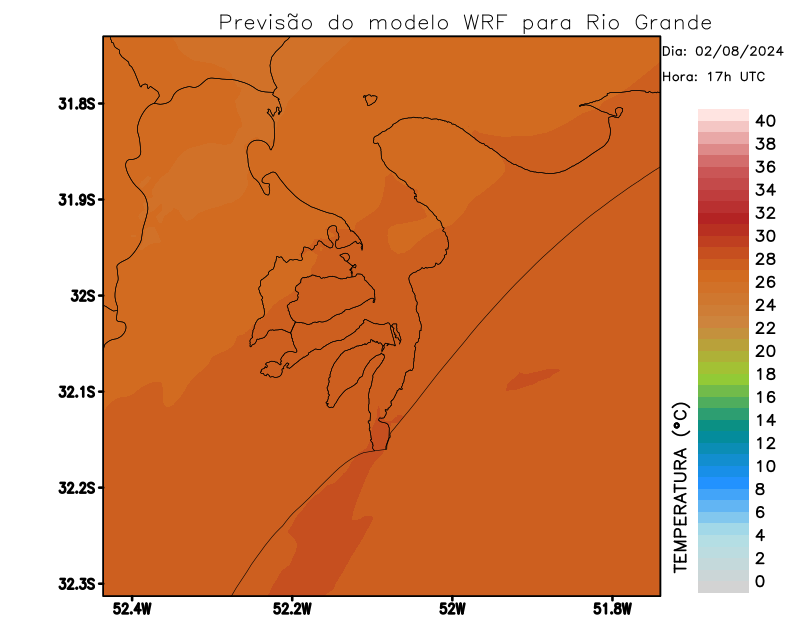 Previsão do modelo WRF para Rio Grande
Dia: 02/08/2024
Hora: 17h UTC
31.8S
31.9S
32S
32.1S
32.2S
32.3S
52.4W
52.2W
52W
51.8W
TEMPERATURA (°C)
40
38
36
34
32
30
28
26
24
22
20
18
16
14
12
10
8
6
4
2
0